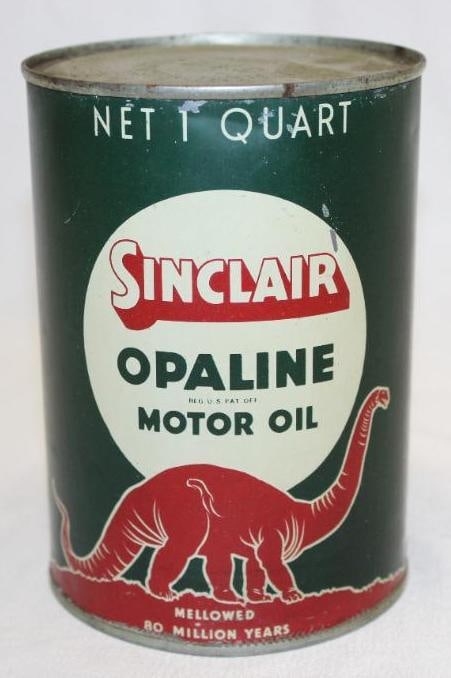 NET 1 QUART
SINCLAIR
OPALINE
REG. U.S. PAT. OFF.
MOTOR OIL
MELLOWED
80 MILLION YEARS